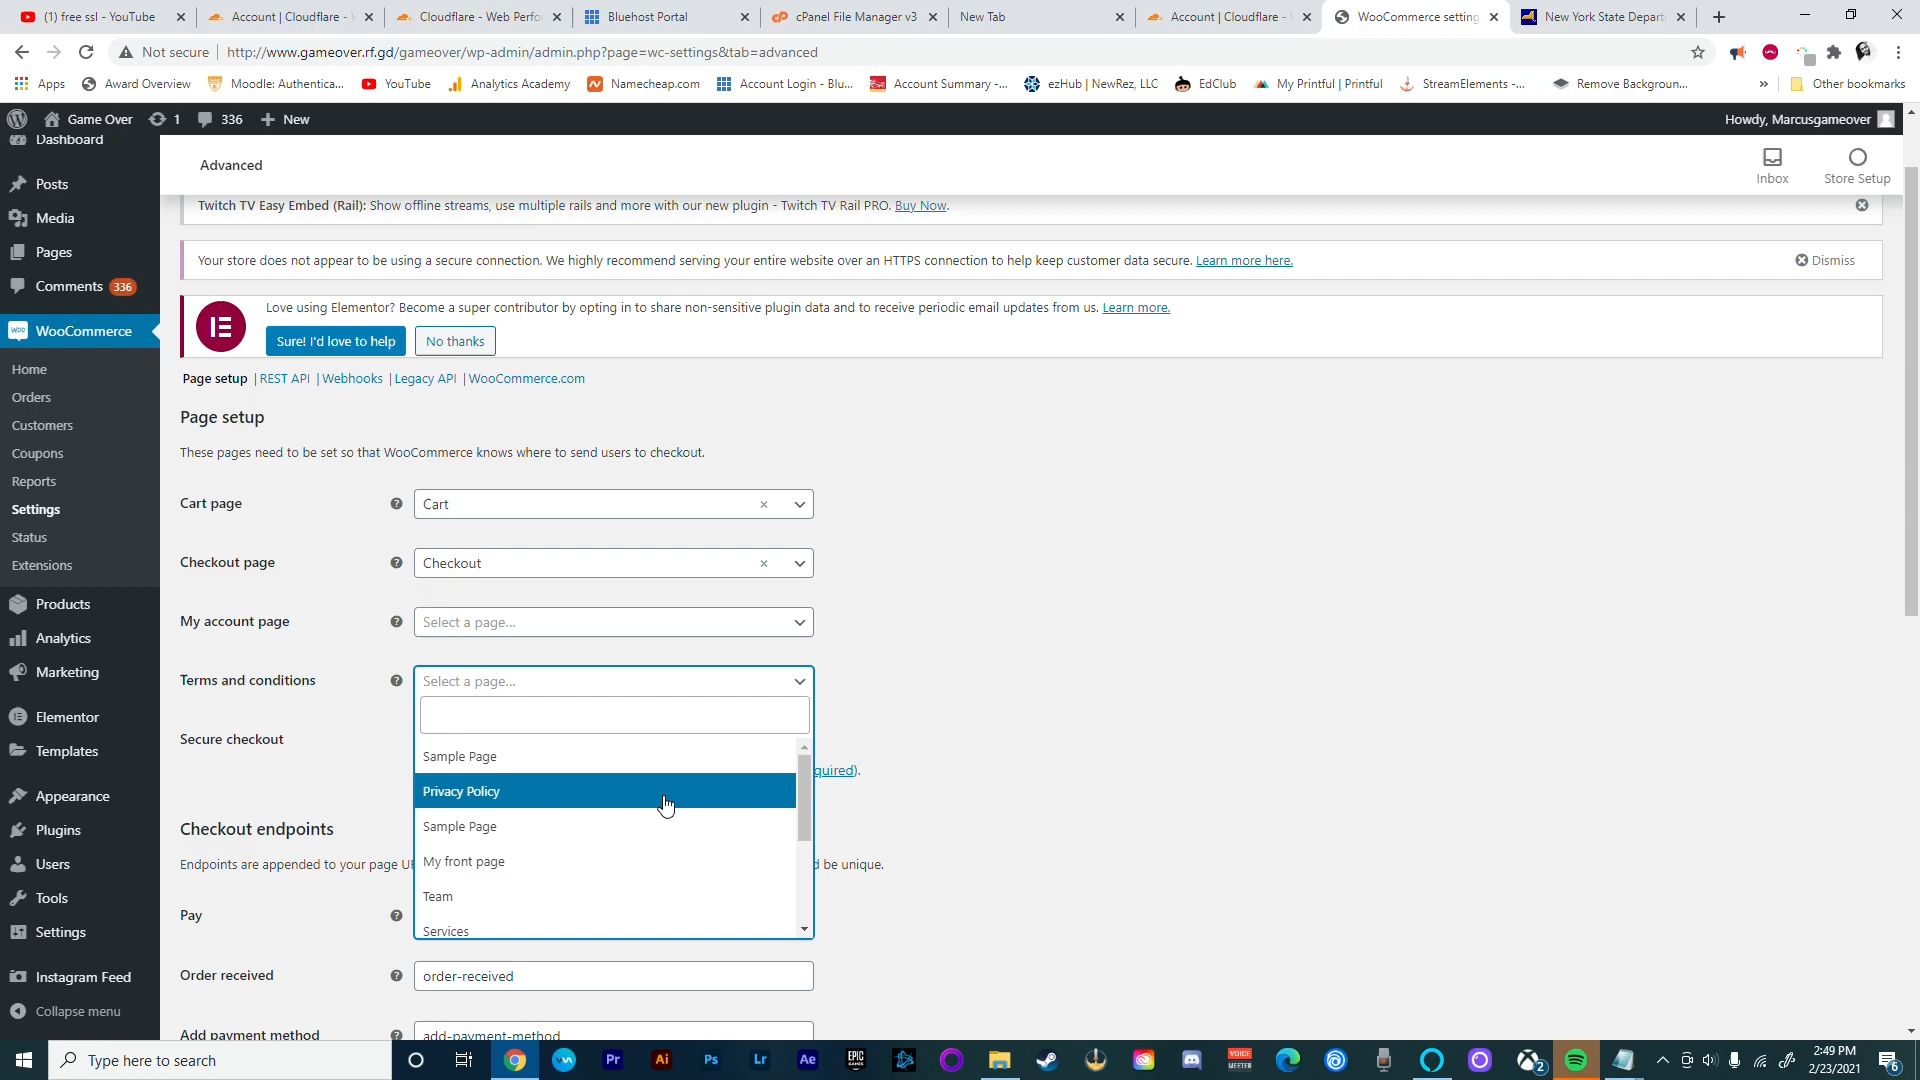 (1) free ssl - YouTube
Account | Cloudflare -
Cloudflare - Web Perfo
Bluehost Portal
cPanel File Manager v3
New Tab
Account | Cloudflare -
WooCommerce setting
New York State Depart
Not secure
http://www.gameover.rf.gd/gameover/wp-admin/admin.php?page=wc-settings&tab=advanced
Apps
Award Overview
Moodle: Authentica...
YouTube
Analytics Academy
Namecheap.com
Account Login - Blu...
Account Summary -...
ezHub | NewRez, LLC
EdClub
My Printful | Printful
StreamElements -...
Remove Backgroun...
»
Other bookmarks
Game Over
1
336
New
Howdy, Marcusgameover
Dashboard
Posts
Media
Pages
Comments 336
WooCommerce
Home
Orders
Customers
Coupons
Reports
Settings
Status
Extensions
Products
Analytics
Marketing
Elementor
Templates
Appearance
Plugins
Users
Tools
Settings
Instagram Feed
Collapse menu
Advanced
Inbox
Store Setup
Twitch TV Easy Embed (Rail): Show offline streams, use multiple rails and more with our new plugin - Twitch TV Rail PRO. Buy Now.
Your store does not appear to be using a secure connection. We highly recommend serving your entire website over an HTTPS connection to help keep customer data secure. Learn more here.
Dismiss
Love using Elementor? Become a super contributor by opting in to share non-sensitive plugin data and to receive periodic email updates from us. Learn more.
Sure! I'd love to help
No thanks
Page setup | REST API | Webhooks | Legacy API | WooCommerce.com
Page setup
These pages need to be set so that WooCommerce knows where to send users to checkout.
Cart page
Cart
Checkout page
Checkout
My account page
Select a page...
Terms and conditions
Select a page...
Sample Page
Privacy Policy
Sample Page
My front page
Team
Services
Secure checkout
quired).
Checkout endpoints
Endpoints are appended to your page U
d be unique.
Pay
Order received
order-received
Add payment method
add-payment-method
Type here to search
Pr
Ai
Ps
Lr
Ae
EPIC
GAMES
VOICE
MEETER
2
2:49 PM
2/23/2021
6